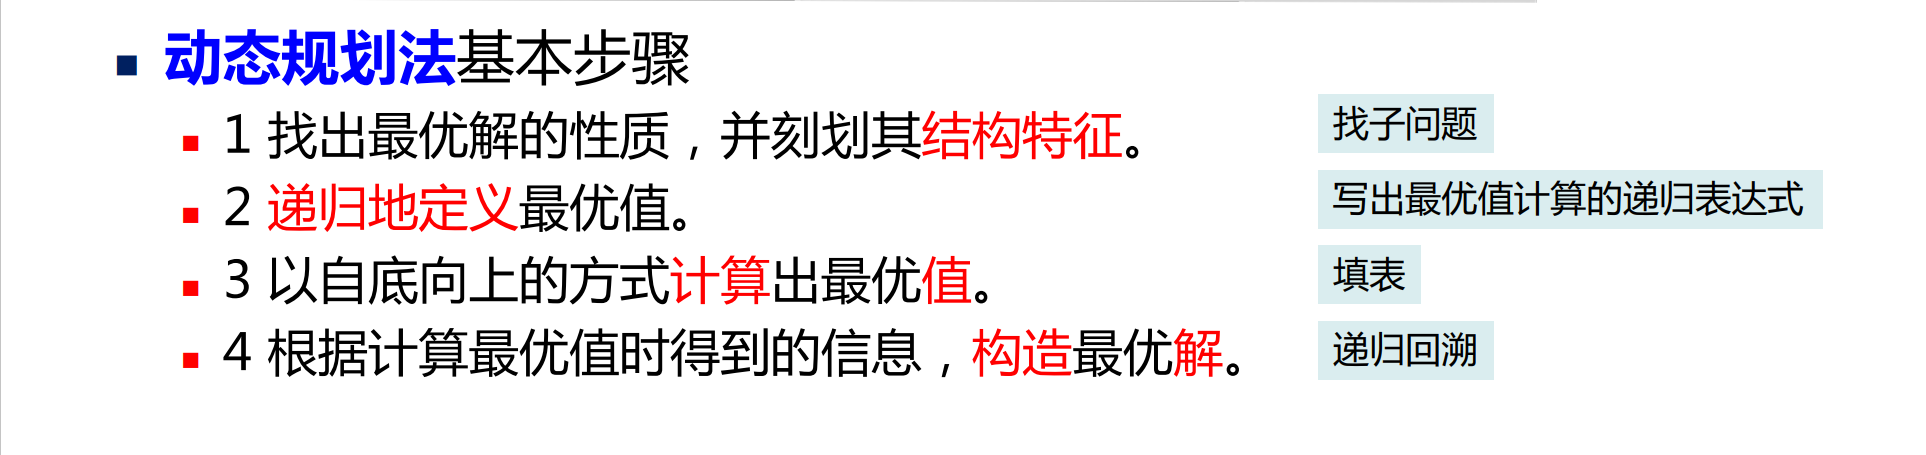 动态规划法基本步骤
1 找出最优解的性质，并刻划其结构特征。
找子问题
2 递归地定义最优值。
写出最优值计算的递归表达式
3 以自底向上的方式计算出最优值。
填表
4 根据计算最优值时得到的信息，构造最优解。
递归回溯